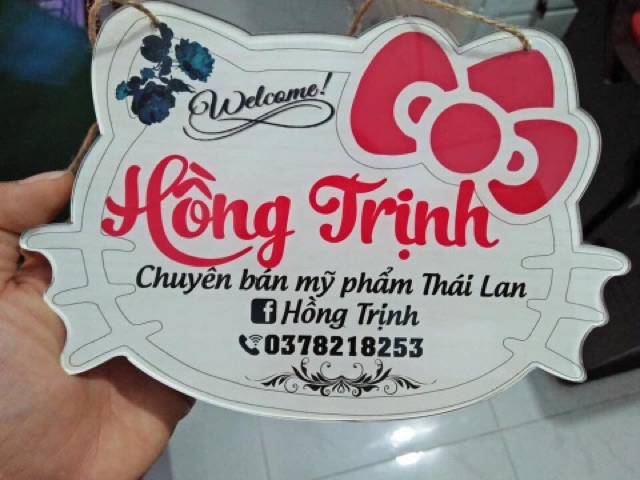 Welcome!
Hồng Trịnh
Chuyên bán mỹ phẩm Thái Lan
f Hồng Trịnh
0378218253